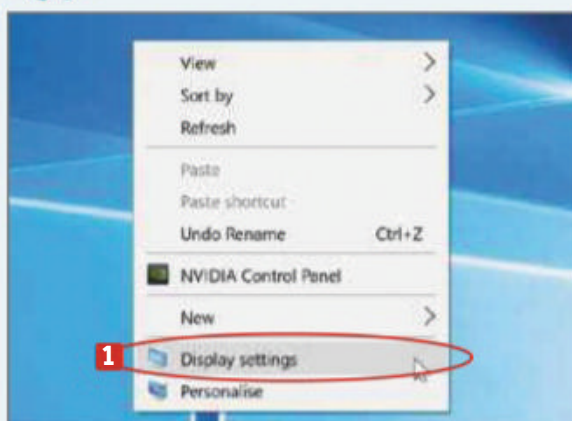 View
Sort by
Refresh
Paste
Paste shortcut
Undo Rename Ctrl+Z
NVIDIA Control Panel
New
1 Display settings
Personalise